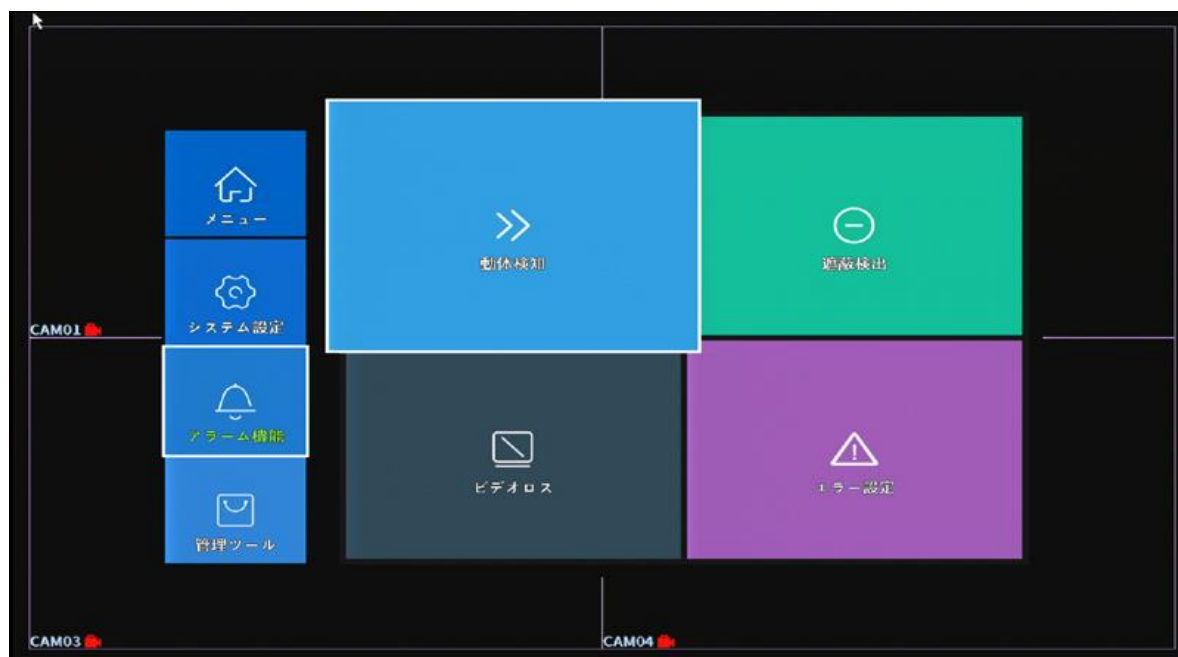 メニュー
動体検知
遮蔽検出
システム設定
CAM01
アラーム機能
ビデオロス
エラー設定
管理ツール
CAM03
CAM04